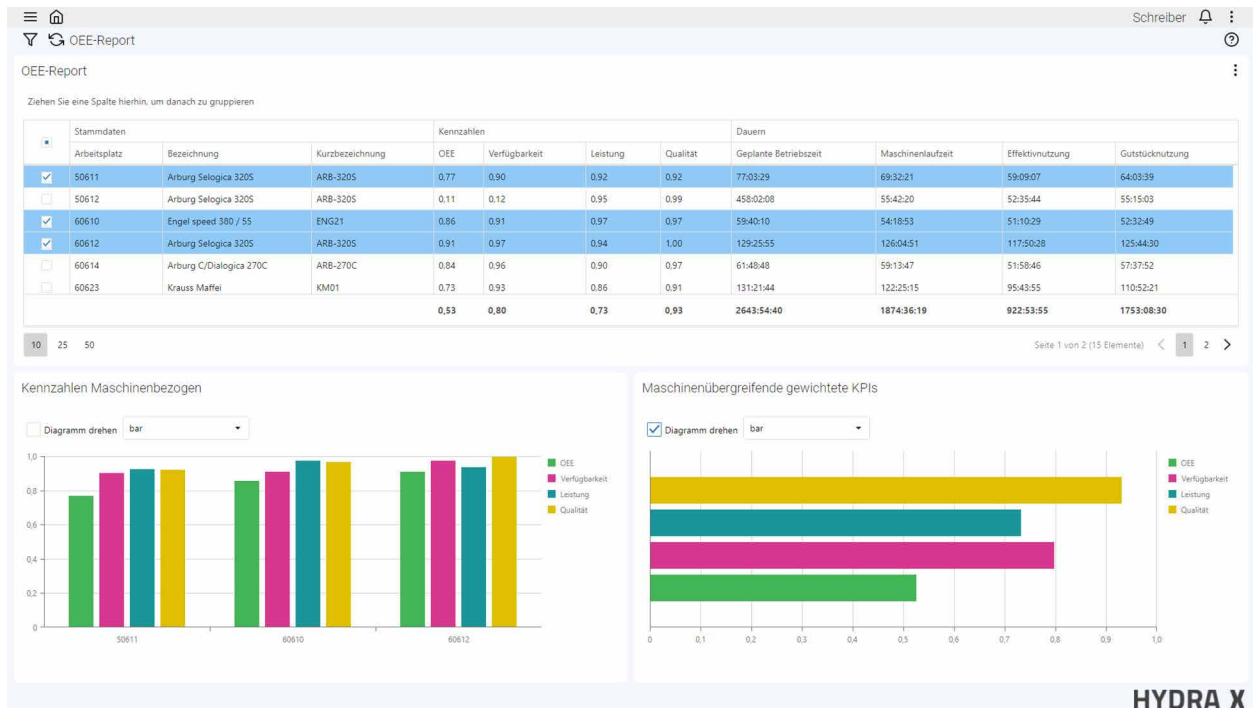 Schreiber
OEE-Report
OEE-Report
Ziehen Sie eine Spalte hierhin, um danach zu gruppieren
Stammdaten Kennzahlen Dauern
Arbeitsplatz Bezeichnung Kurzbezeichnung OEE Verfügbarkeit Leistung Qualität Geplante Betriebszeit Maschinenlaufzeit Effektivnutzung Gutstücknutzung
50611 Arburg Selogica 320S ARB-320S 0,77 0,90 0,92 0,92 77:03:29 69:32:21 59:09:07 64:03:39
50612 Arburg Selogica 320S ARB-320S 0,11 0,12 0,95 0,99 458:02:08 55:42:20 52:35:44 55:15:03
60610 Engel speed 380 / 55 ENG21 0,86 0,91 0,97 0,97 59:40:10 54:18:53 51:10:29 52:32:49
60612 Arburg Selogica 320S ARB-320S 0,91 0,97 0,94 1,00 129:25:55 126:04:51 117:50:28 125:44:30
60614 Arburg C/Dialogica 270C ARB-270C 0,84 0,96 0,90 0,97 61:48:48 59:13:47 51:58:46 57:37:52
60623 Krauss Maffei KM01 0,73 0,93 0,86 0,91 131:21:44 122:25:15 95:43:55 110:52:21
0,53 0,80 0,73 0,93 2643:54:40 1874:36:19 922:53:55 1753:08:30
10 25 50 Seite 1 von 2 (15 Elemente) 1 2
Kennzahlen Maschinenbezogen
Diagramm drehen bar
1,0
0,8
0,6
0,4
0,2
0
50611 60610 60612
OEE
Verfügbarkeit
Leistung
Qualität
Maschinenübergreifende gewichtete KPIs
Diagramm drehen bar
OEE
Verfügbarkeit
Leistung
Qualität
0 0,1 0,2 0,3 0,4 0,5 0,6 0,7 0,8 0,9 1,0
HYDRA X